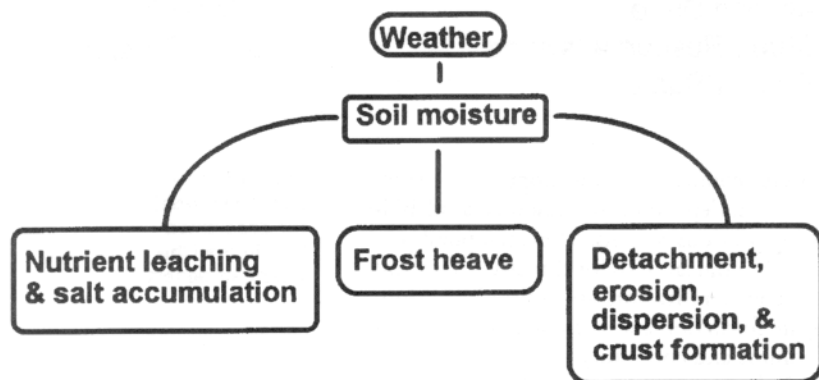 Weather
Soil moisture
Nutrient leaching
& salt accumulation
Frost heave
Detachment,
erosion,
dispersion, &
crust formation